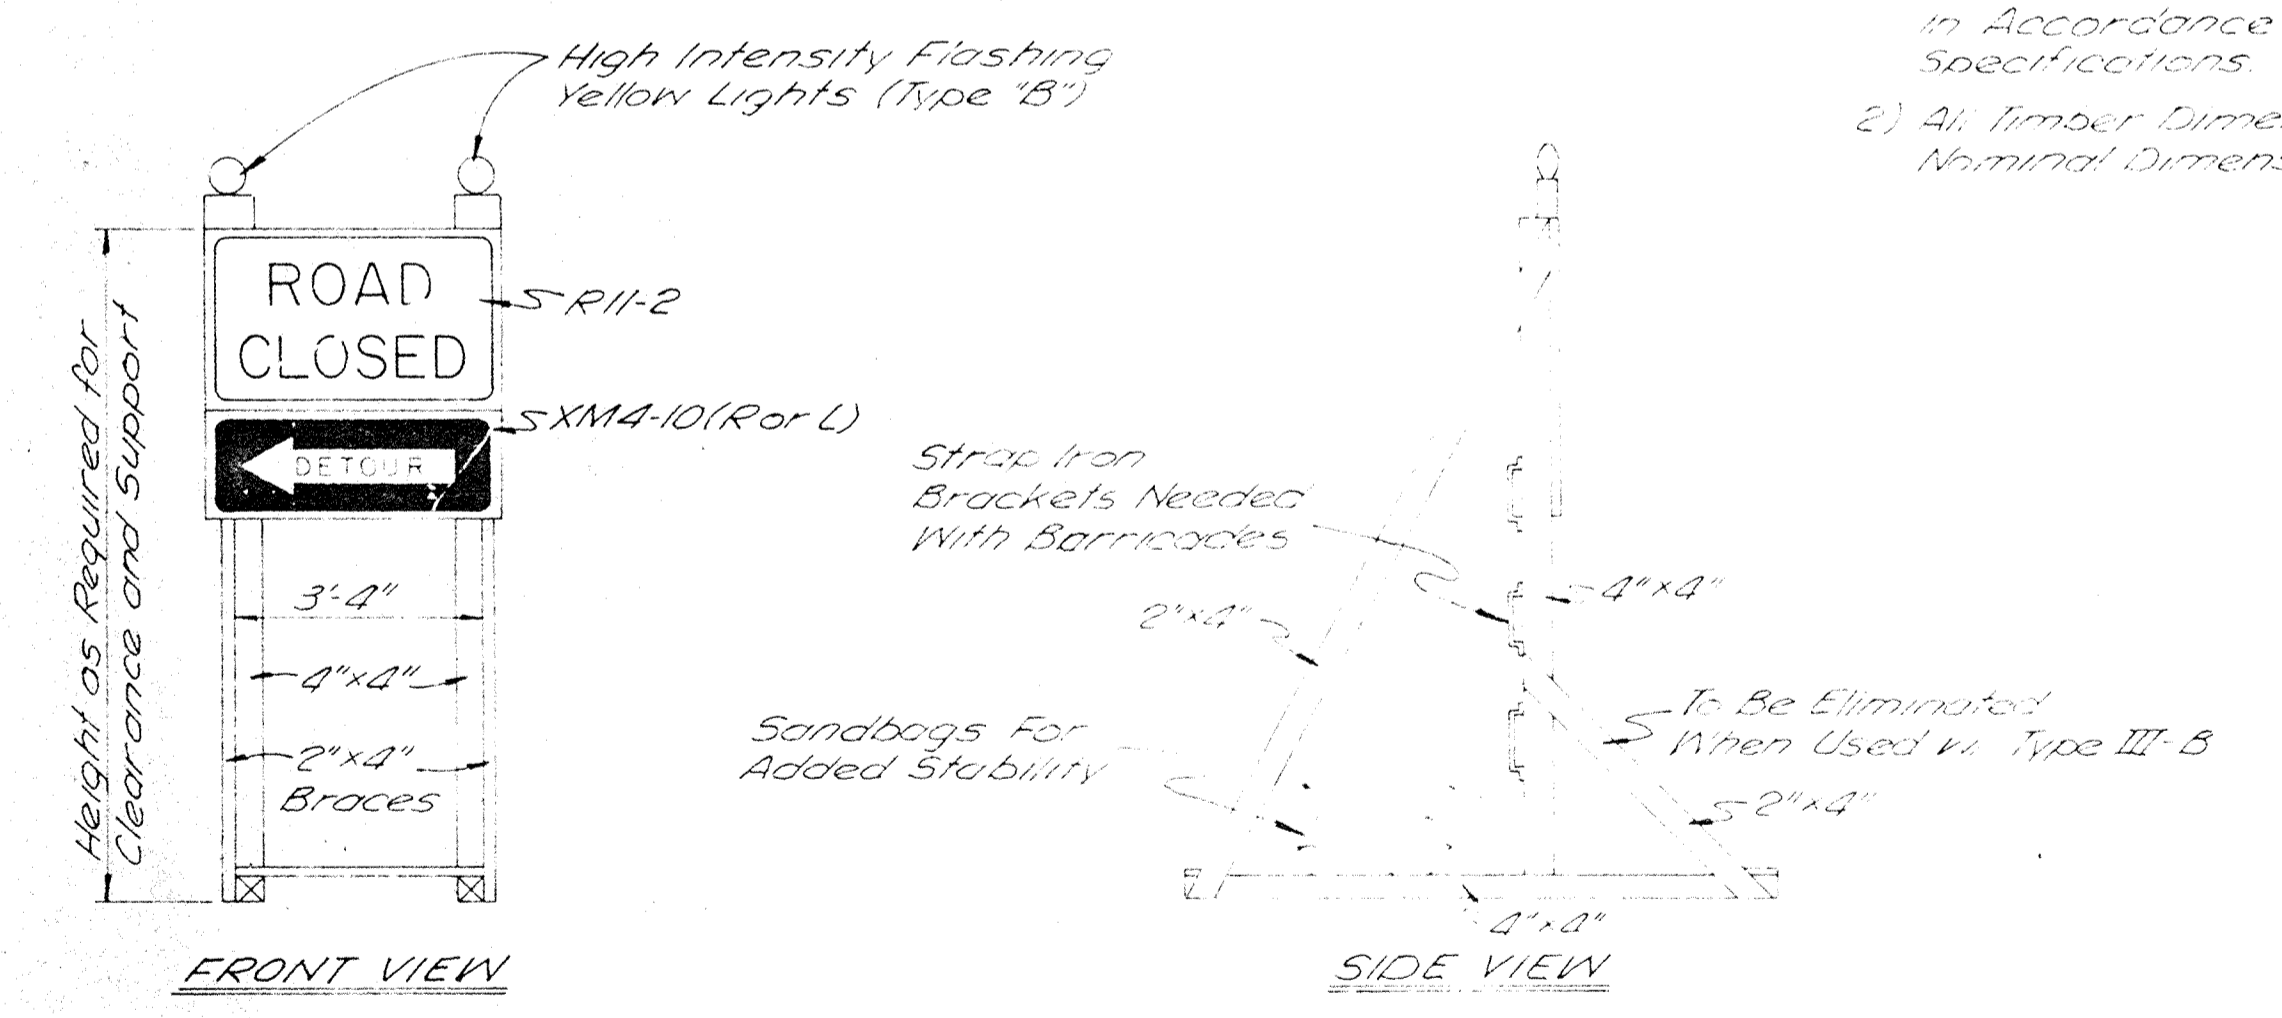 High Intensity Flashing
Yellow Lights (Type "B")
ROAD
CLOSED
R11-2
XM4-10(R or L)
DETOUR
Height as Required for
Clearance and Support
3'-4"
4"x4"
2"x4"
Braces
FRONT VIEW
in Accordance
Specifications.
2) All Timber
Nominal
Strap Iron
Brackets Needed
With Barricades
4"x4"
2"x4"
Sandbags For
Added Stability
To Be Eliminated
When Used Type III-B
2"x4"
4"x4"
SIDE VIEW